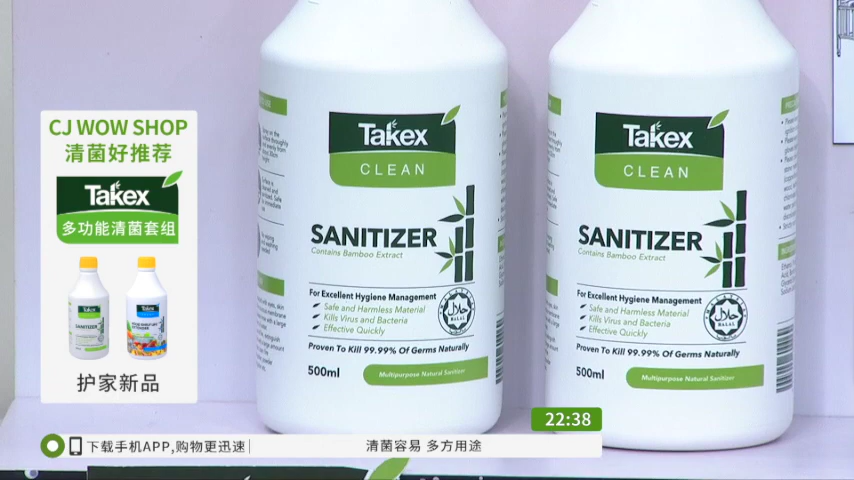 CJ WOW SHOP
清菌好推荐
Takex
多功能清菌套组
Takex
SANITIZER
Takex
护家新品
Takex
CLEAN
SANITIZER
Contains Bamboo Extract
For Excellent Hygiene Management
Safe and Harmless Material
Kills Virus and Bacteria
Effective Quickly
Proven To Kill 99.99% Of Germs Naturally
500ml
Multipurpose Natural Sanitizer
Takex
CLEAN
SANITIZER
Contains Bamboo Extract
For Excellent Hygiene Management
Safe and Harmless Material
Kills Virus and Bacteria
Effective Quickly
Proven To Kill 99.99% Of Germs Naturally
500ml
Multipurpose Natural Sanitizer
22:38
下载手机APP,购物更迅速
清菌容易 多方用途
Takex